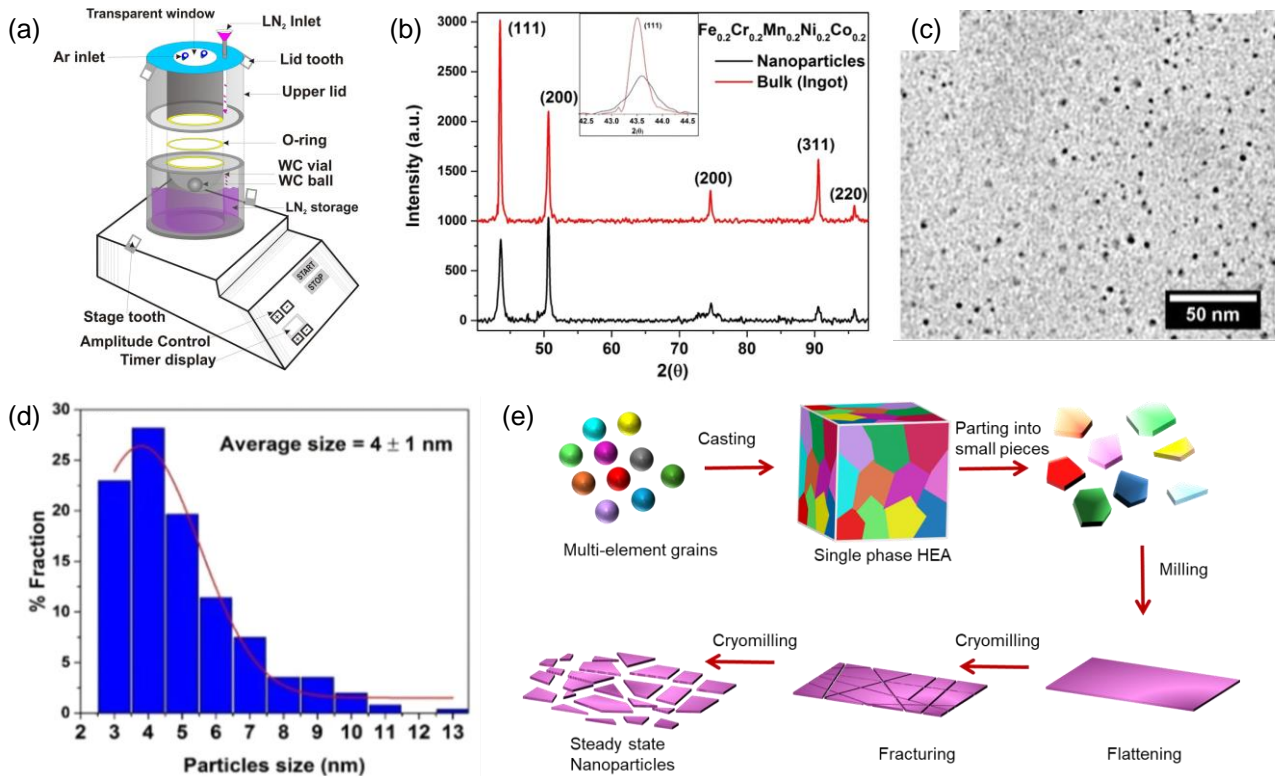 (a)
Transparent window
LN₂ Inlet
Ar inlet
Lid tooth
Upper lid
O-ring
WC vial
WC ball
LN₂ storage
START
STOP
Stage tooth
Amplitude Control
Timer display
(b)
Intensity (a.u.)
3000
2500
2000
1500
1000
500
0
(111)
(200)
(200)
(311)
(220)
(111)
42.5 43.0 43.5 44.0 44.5
2(θ)
Fe₀.₂Cr₀.₂Mn₀.₂Ni₀.₂Co₀.₂
Nanoparticles
Bulk (Ingot)
50 60 70 80 90
2(θ)
(c)
50 nm
(d)
% Fraction
30
25
20
15
10
5
0
Average size = 4 ± 1 nm
2 3 4 5 6 7 8 9 10 11 12 13
Particles size (nm)
(e)
Multi-element grains
Casting
Single phase HEA
Parting into
small pieces
Milling
Flattening
Cryomilling
Fracturing
Cryomilling
Steady state
Nanoparticles